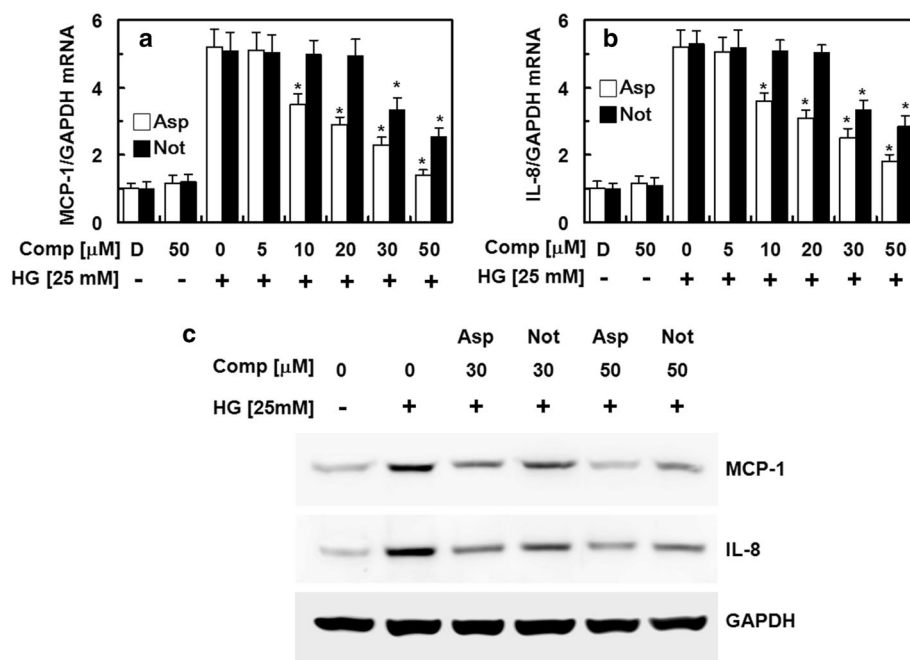 a
MCP-1/GAPDH mRNA
6
4
2
0
Asp
Not
* * * * * *
Comp [μM] D 50 0 5 10 20 30 50
HG [25 mM] - - + + + + + +
b
IL-8/GAPDH mRNA
6
4
2
0
Asp
Not
* * * * * *
Comp [μM] D 50 0 5 10 20 30 50
HG [25 mM] - - + + + + + +
c
Asp Not Asp Not
Comp [μM] 0 0 30 30 50 50
HG [25mM] - + + + + +
MCP-1
IL-8
GAPDH